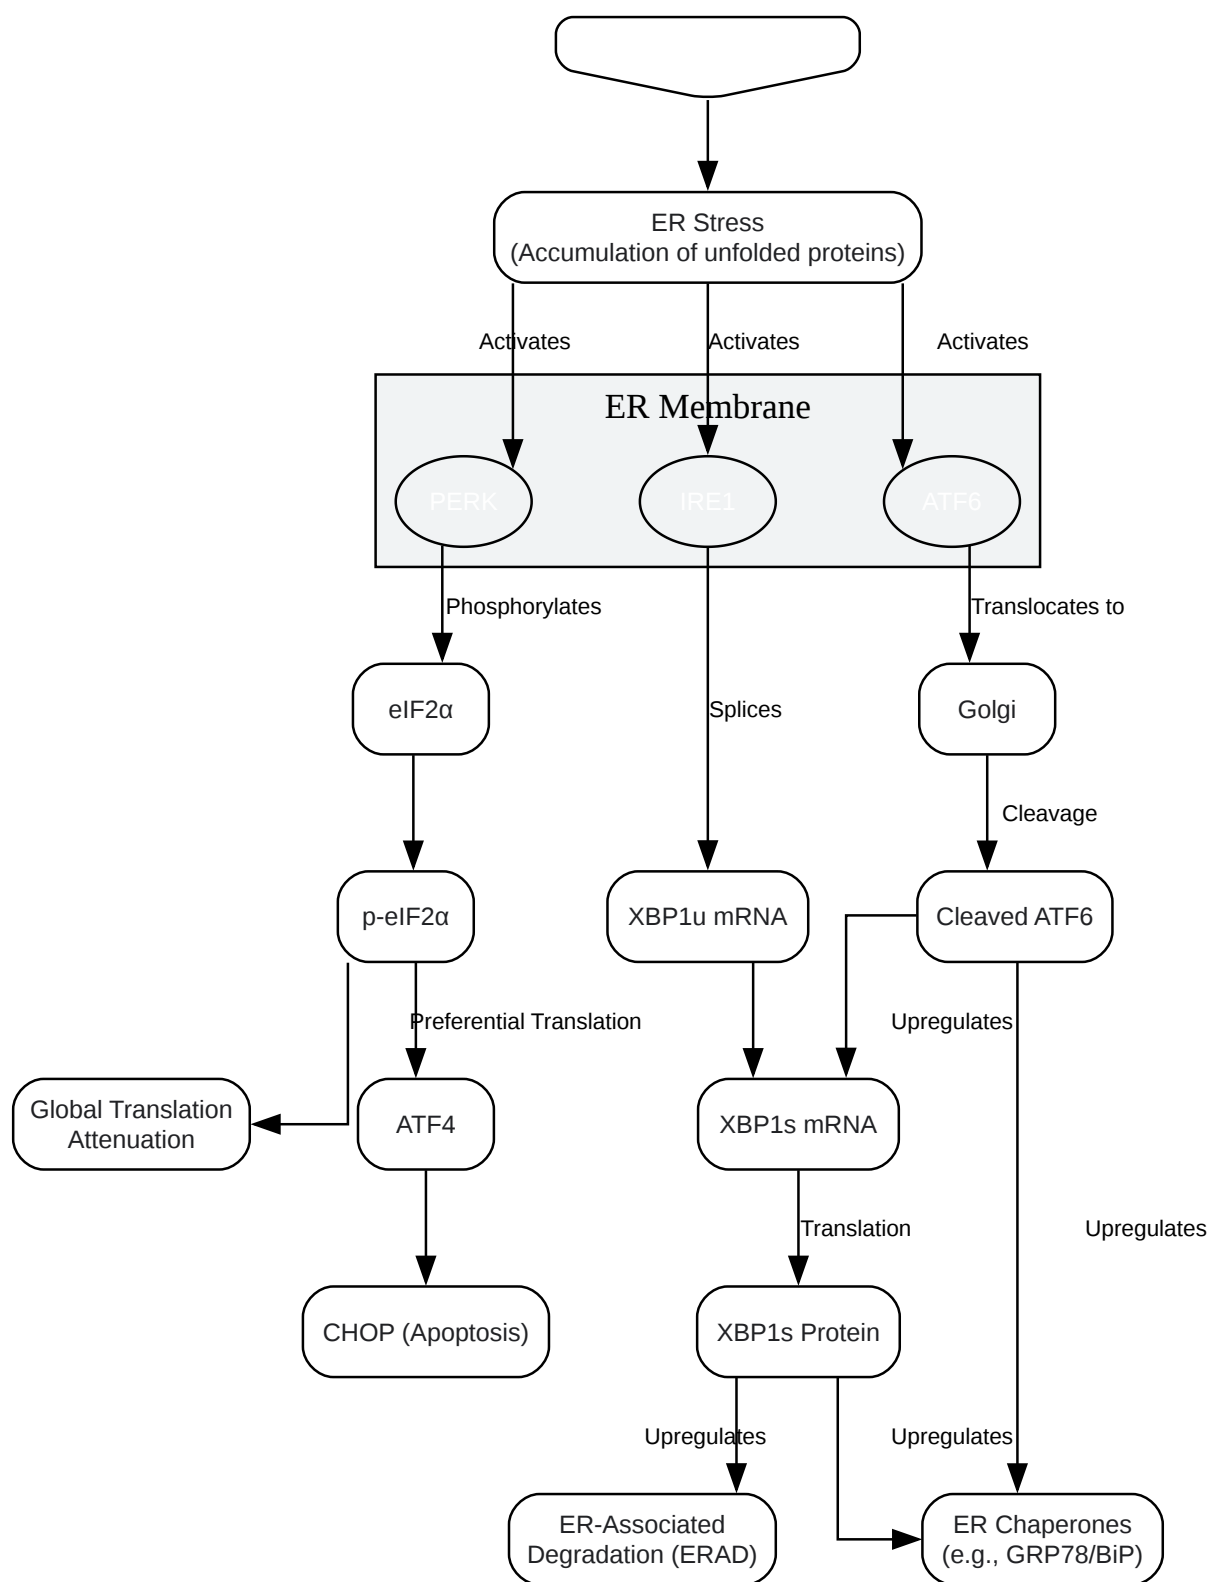 ER Stress
(Accumulation of unfolded proteins)
Activates
Activates
Activates
ER Membrane
PERK
IRE1
ATF6
Phosphorylates
Translocates to
eIF2α
Splices
Golgi
Cleavage
p-eIF2α
XBP1u mRNA
Cleaved ATF6
Preferential Translation
Upregulates
Global Translation
Attenuation
ATF4
XBP1s mRNA
Translation
Upregulates
CHOP (Apoptosis)
XBP1s Protein
Upregulates
Upregulates
ER-Associated
Degradation (ERAD)
ER Chaperones
(e.g., GRP78/BiP)